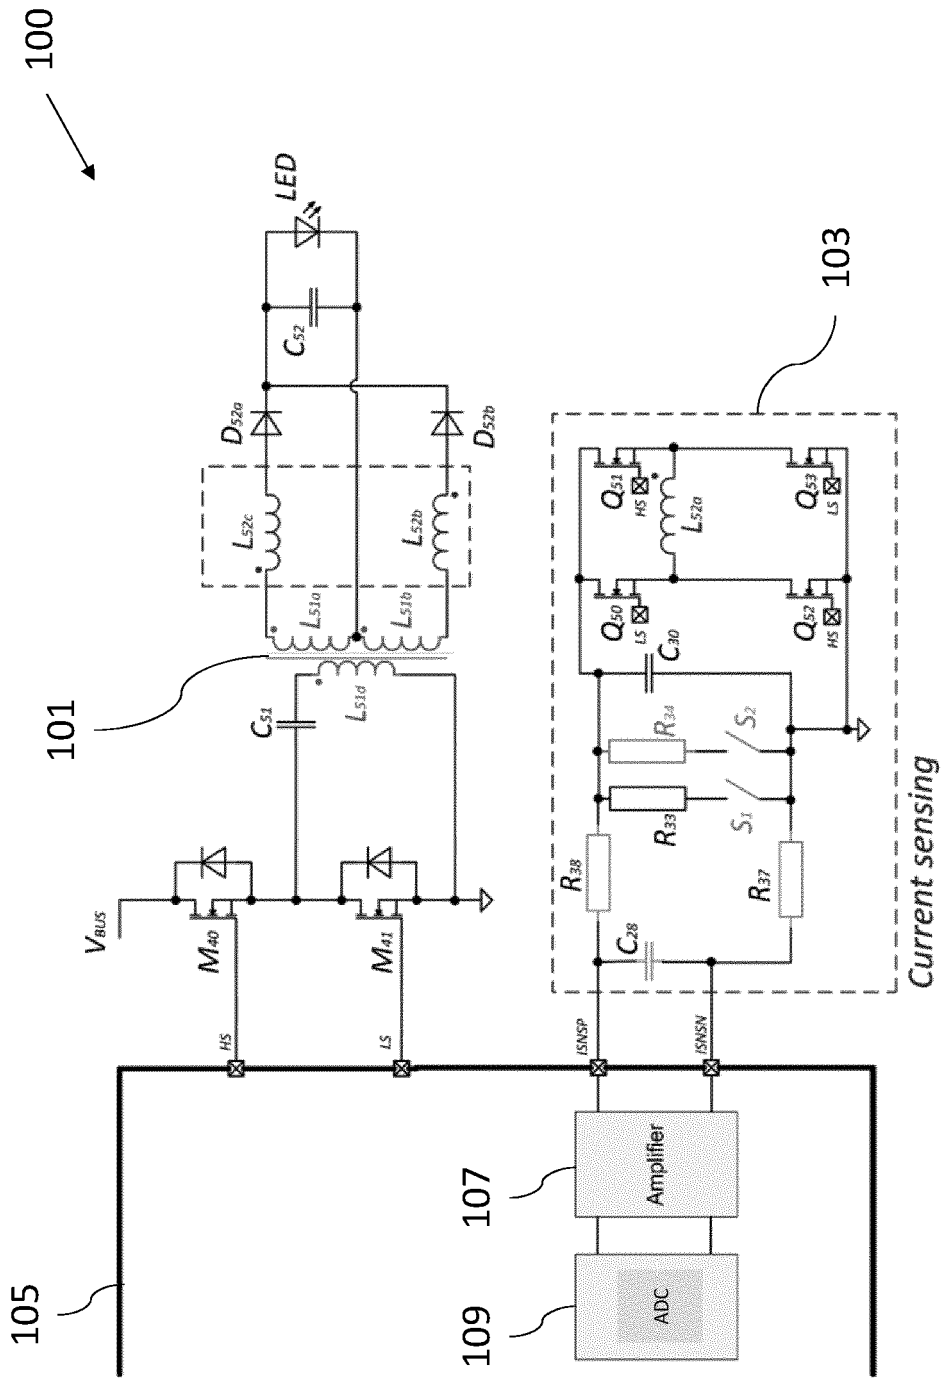 100
LED
C52
D52a
D52b
L52c
L52b
L51a
L51b
L51d
C51
101
VBUS
M40
M41
HS
LS
105
103
Q51
HS
L52a
Q53
LS
Q50
LS
Q52
HS
C30
R34
S2
R33
S1
R38
R37
C28
Current sensing
ISNSP
ISNSN
107
Amplifier
109
ADC